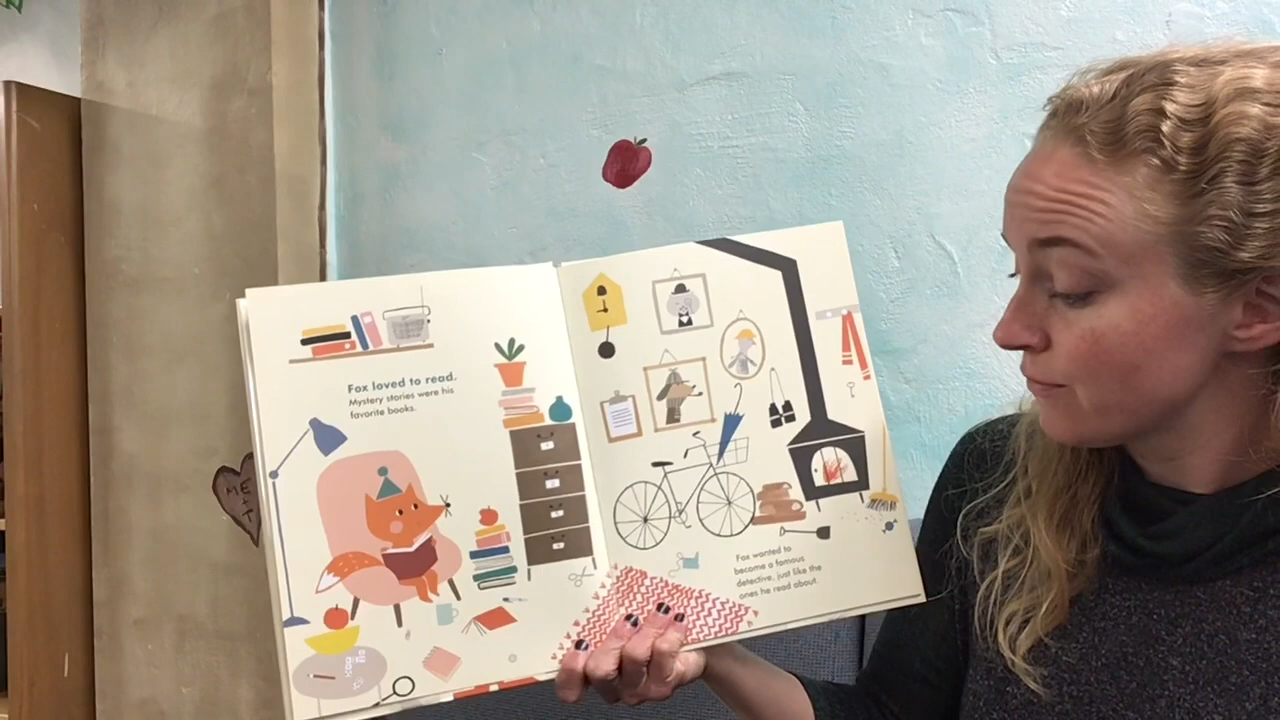 Fox loved to read.
Mystery stories were his
favorite books.
Fox wanted to
become a famous
detective, just like the
ones he read about.
ME
+